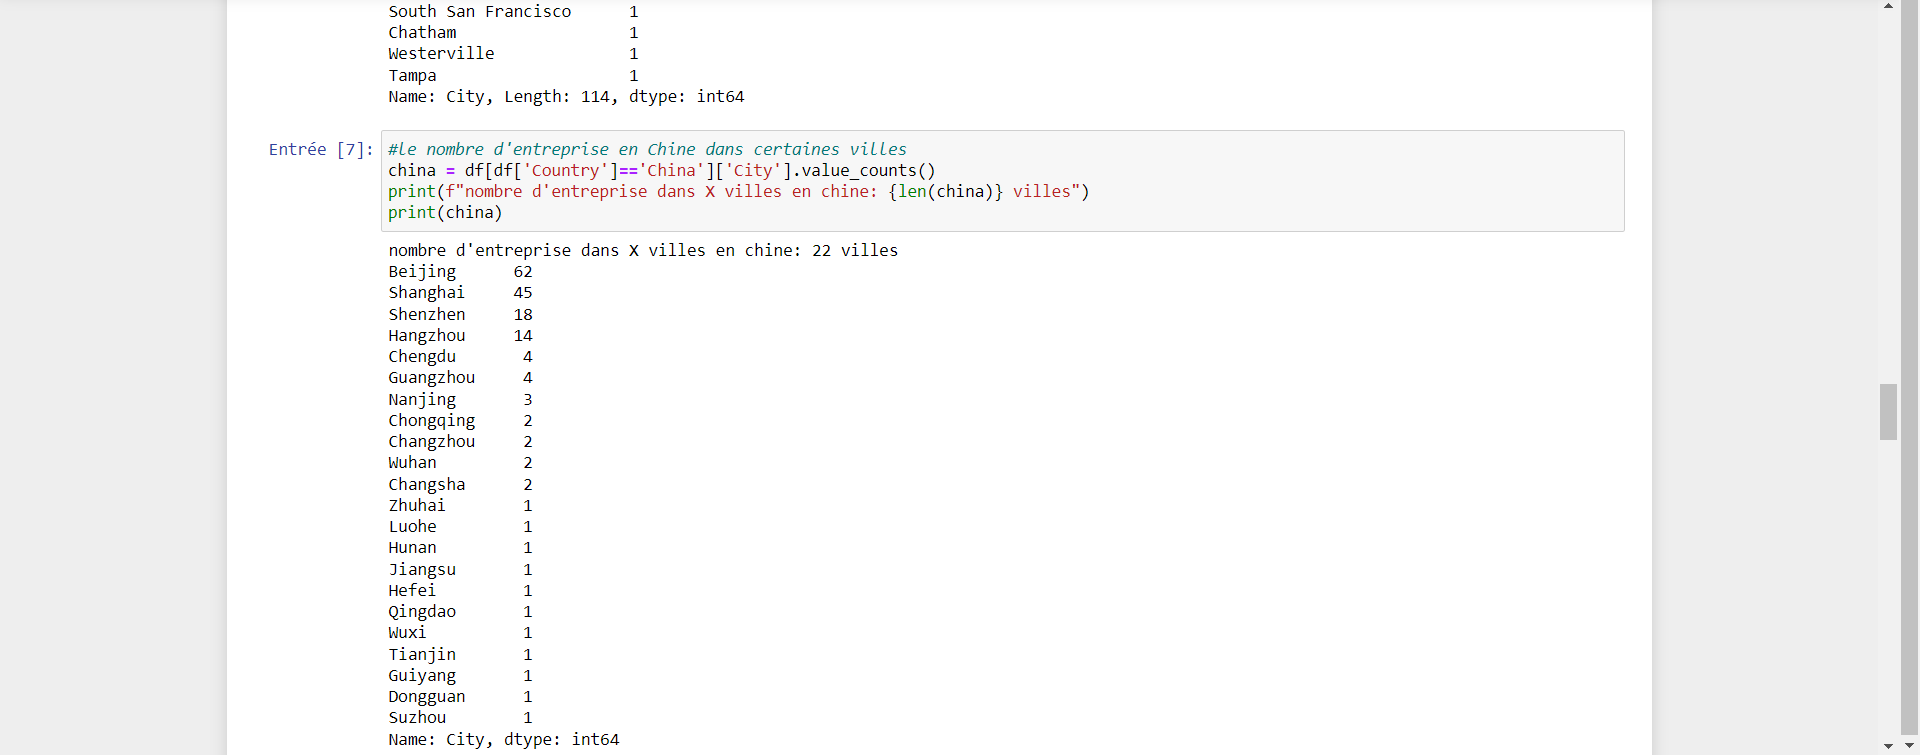 South San Francisco      1
Chatham                  1
Westerville              1
Tampa                    1
Name: City, Length: 114, dtype: int64
Entrée [7]:
#le nombre d'entreprise en Chine dans certaines villes
china = df[df['Country']=='China']['City'].value_counts()
print(f"nombre d'entreprise dans X villes en chine: {len(china)} villes")
print(china)
nombre d'entreprise dans X villes en chine: 22 villes
Beijing      62
Shanghai     45
Shenzhen     18
Hangzhou     14
Chengdu       4
Guangzhou     4
Nanjing       3
Chongqing     2
Changzhou     2
Wuhan         2
Changsha      2
Zhuhai        1
Luohe         1
Hunan         1
Jiangsu       1
Hefei         1
Qingdao       1
Wuxi          1
Tianjin       1
Guiyang       1
Dongguan      1
Suzhou        1
Name: City, dtype: int64